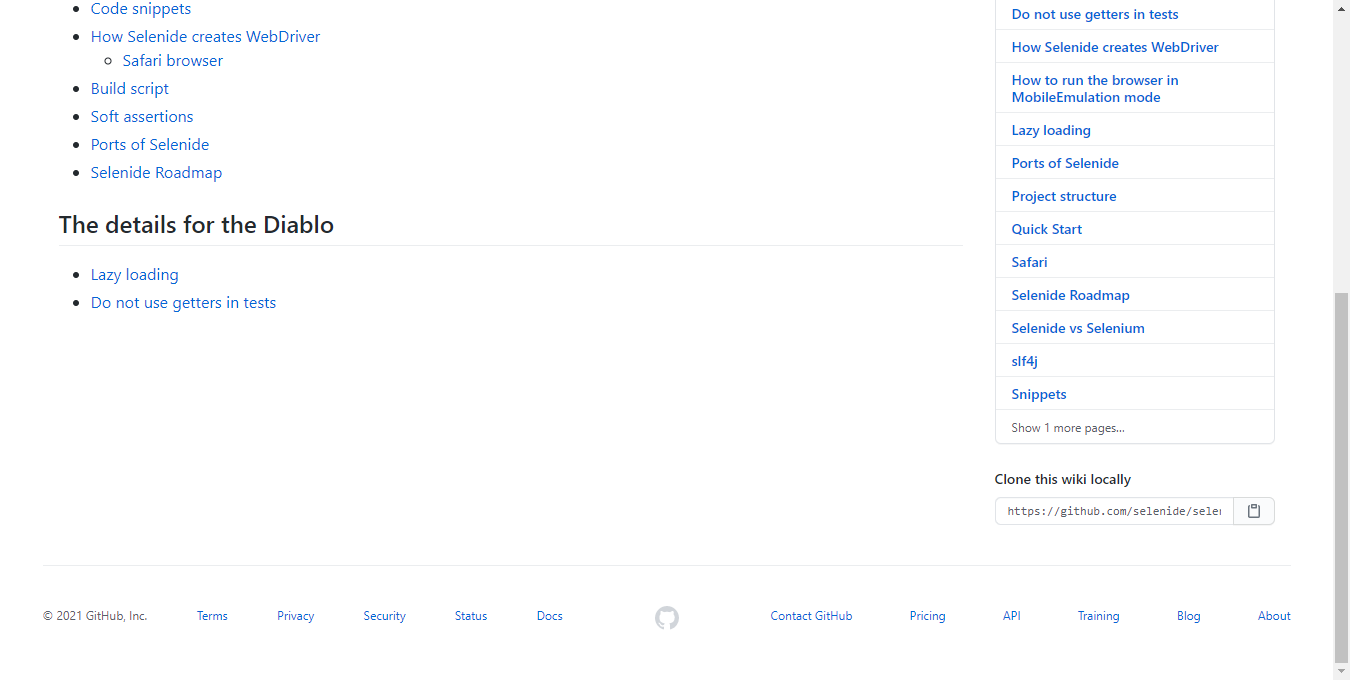 Code snippets
How Selenide creates WebDriver
Safari browser
Build script
Soft assertions
Ports of Selenide
Selenide Roadmap
The details for the Diablo
Lazy loading
Do not use getters in tests
Do not use getters in tests
How Selenide creates WebDriver
How to run the browser in
MobileEmulation mode
Lazy loading
Ports of Selenide
Project structure
Quick Start
Safari
Selenide Roadmap
Selenide vs Selenium
slf4j
Snippets
Show 1 more pages...
Clone this wiki locally
https://github.com/selenide/seler
© 2021 GitHub, Inc. Terms Privacy Security Status Docs Contact GitHub Pricing API Training Blog About